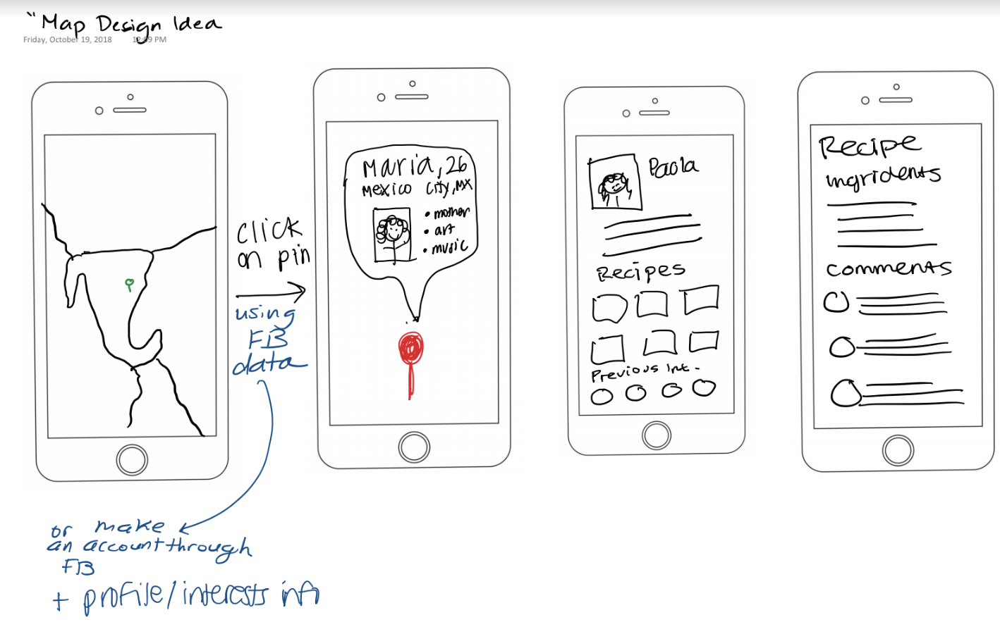 "Map Design Idea
Friday, October 19, 2018 12:09 PM
click
on pin
using
FB
data
or make
an account through
FB
+ profile/interests info
Maria, 26
Mexico City, MX
• mother
• art
• music
Paola
Recipes
Previous Int.
Recipe
ingridents
comments